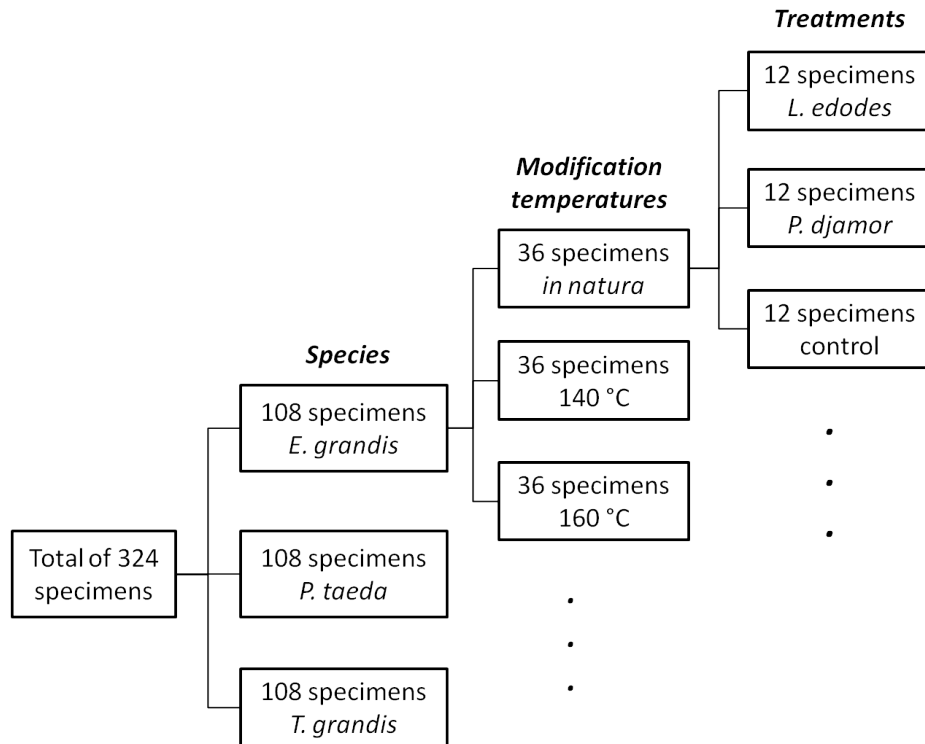 Treatments
12 specimens
L. edodes
12 specimens
P. djamor
12 specimens
control
Modification
temperatures
36 specimens
in natura
36 specimens
140 °C
36 specimens
160 °C
Species
108 specimens
E. grandis
108 specimens
P. taeda
108 specimens
T. grandis
Total of 324
specimens